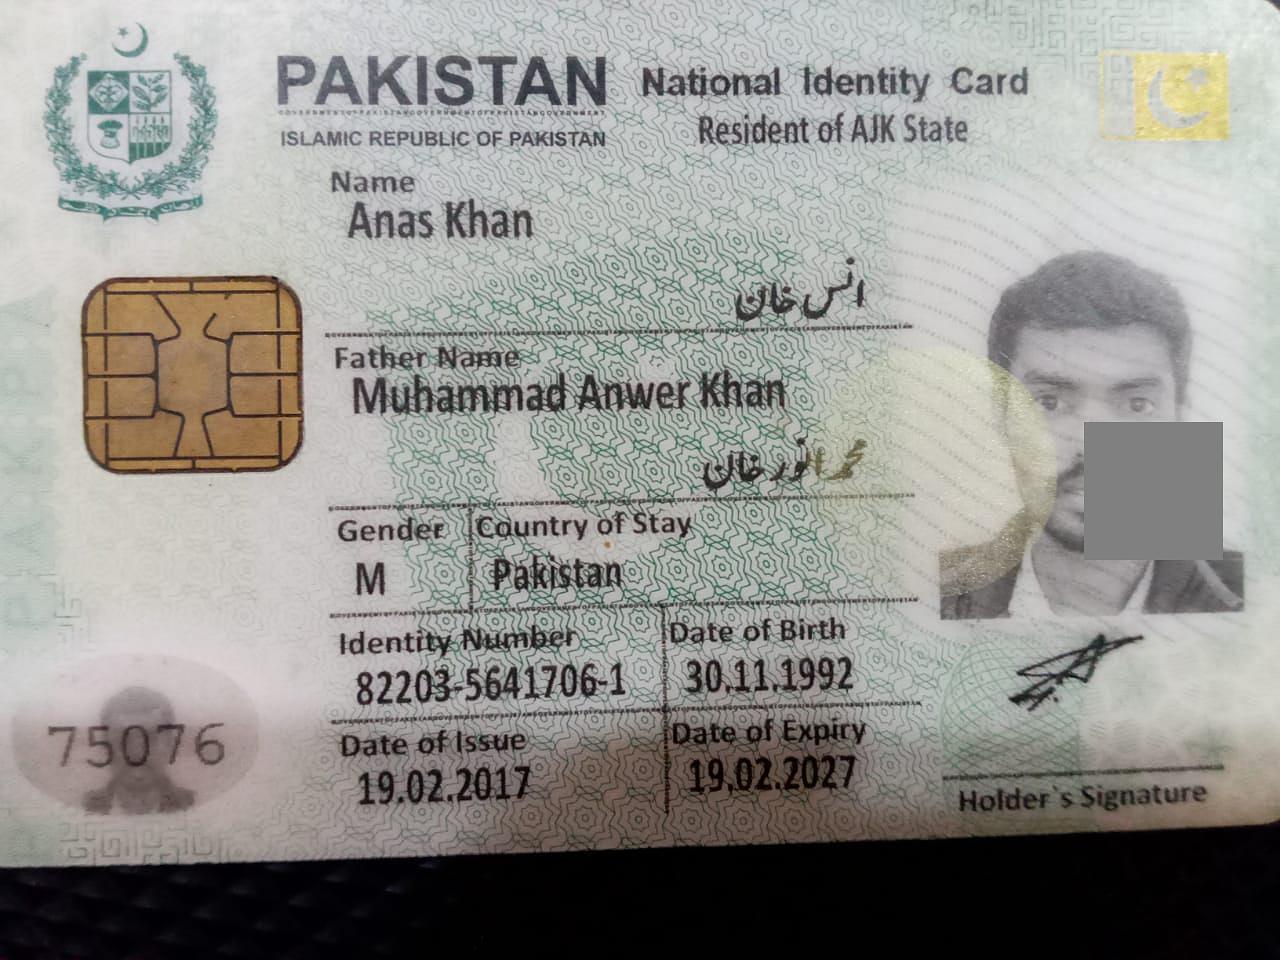 PAKISTAN National Identity Card
ISLAMIC REPUBLIC OF PAKISTAN
Resident of AJK State
Name
Anas Khan
انس خان
Father Name
Muhammad Anwer Khan
محمد انور خان
Gender
M
Country of Stay
Pakistan
Identity Number
82203-5641706-1
Date of Birth
30.11.1992
Date of Issue
19.02.2017
Date of Expiry
19.02.2027
75076
Holder's Signature